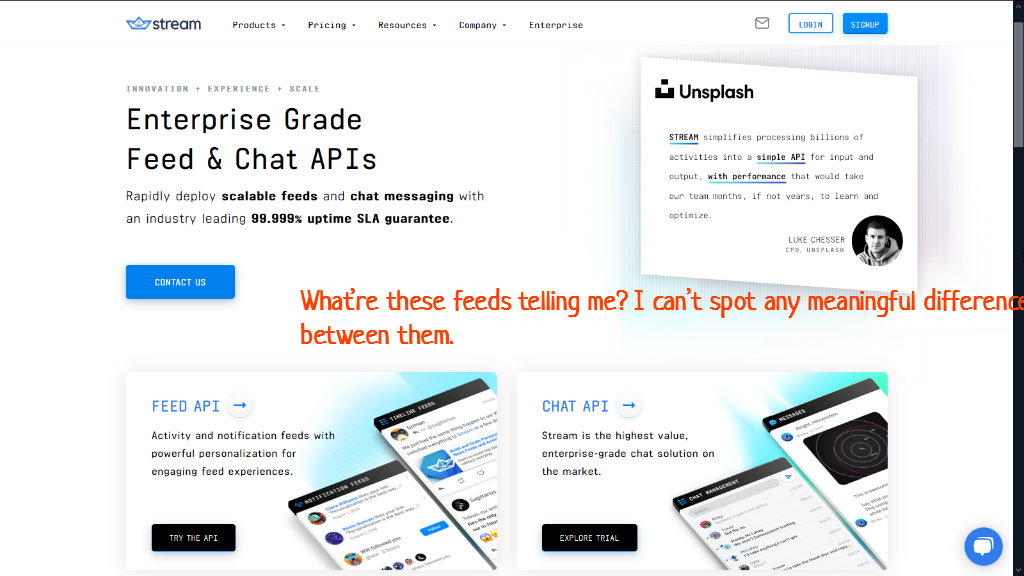 stream
Products
Pricing
Resources
Company
Enterprise
LOGIN
SIGNUP
INNOVATION + EXPERIENCE + SCALE
Enterprise Grade
Feed & Chat APIs
Rapidly deploy scalable feeds and chat messaging with
an industry leading 99.999% uptime SLA guarantee.
CONTACT US
Unsplash
STREAM simplifies processing billions of
activities into a simple API for input and
output, with performance that would take
our team months, if not years, to learn and
optimize.
LUKE CHESSER
CPO, UNSPLASH
What're these feeds telling me? I can't spot any meaningful difference
between them.
FEED API
Activity and notification feeds with
powerful personalization for
engaging feed experiences.
TRY THE API
TIMELINE FEEDS
NOTIFICATION FEEDS
Follow
CHAT API
Stream is the highest value,
enterprise-grade chat solution on
the market.
EXPLORE TRIAL
MESSAGES
CHAT MANAGEMENT